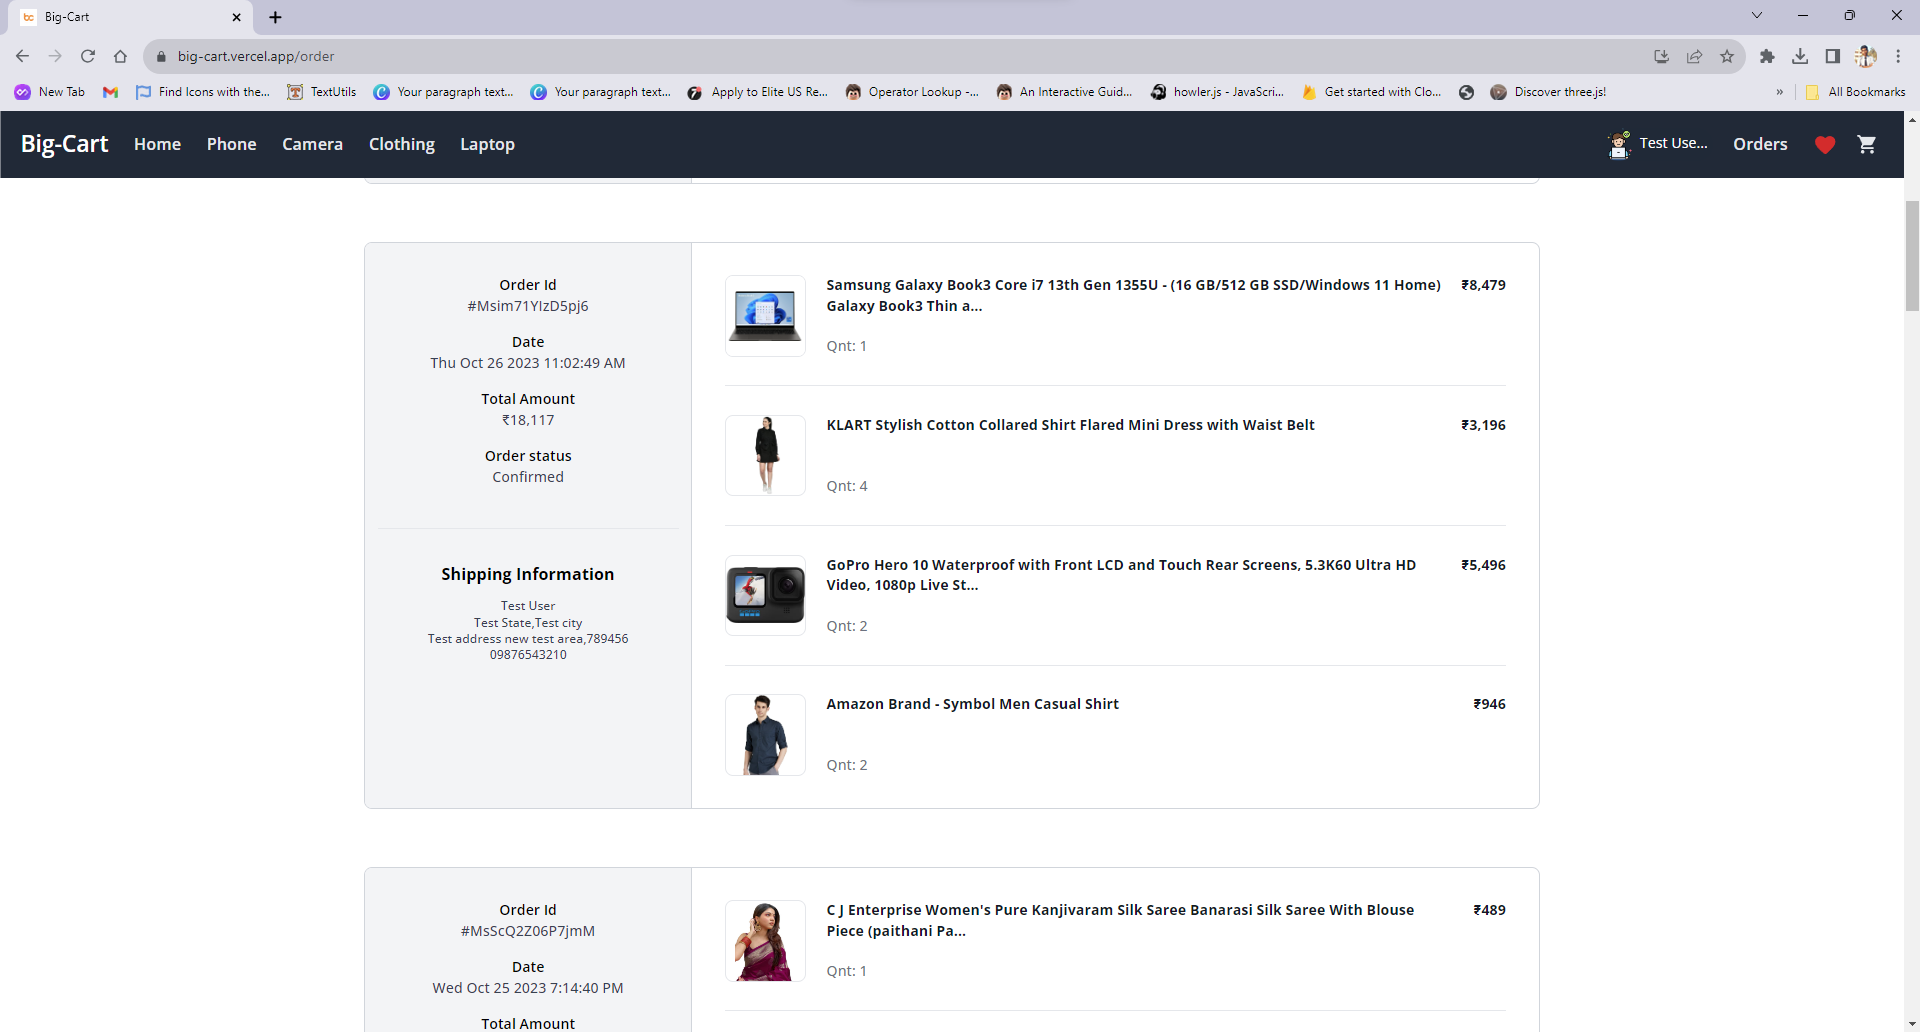 Big-Cart
big-cart.vercel.app/order
New Tab
Find Icons with the...
TextUtils
Your paragraph text...
Your paragraph text...
Apply to Elite US Re...
Operator Lookup -...
An Interactive Guid...
howler.js - JavaScri...
Get started with Clo...
Discover three.js!
»
All Bookmarks
Big-Cart
Home
Phone
Camera
Clothing
Laptop
Test Use...
Orders
Order Id
#Msim71YIzD5pj6
Date
Thu Oct 26 2023 11:02:49 AM
Total Amount
₹18,117
Order status
Confirmed
Shipping Information
Test User
Test State,Test city
Test address new test area,789456
09876543210
Samsung Galaxy Book3 Core i7 13th Gen 1355U - (16 GB/512 GB SSD/Windows 11 Home)
Galaxy Book3 Thin a...
₹8,479
Qnt: 1
KLART Stylish Cotton Collared Shirt Flared Mini Dress with Waist Belt
₹3,196
Qnt: 4
GoPro Hero 10 Waterproof with Front LCD and Touch Rear Screens, 5.3K60 Ultra HD
Video, 1080p Live St...
₹5,496
Qnt: 2
Amazon Brand - Symbol Men Casual Shirt
₹946
Qnt: 2
Order Id
#MsScQ2Z06P7jmM
Date
Wed Oct 25 2023 7:14:40 PM
Total Amount
C J Enterprise Women's Pure Kanjivaram Silk Saree Banarasi Silk Saree With Blouse
Piece (paithani Pa...
₹489
Qnt: 1